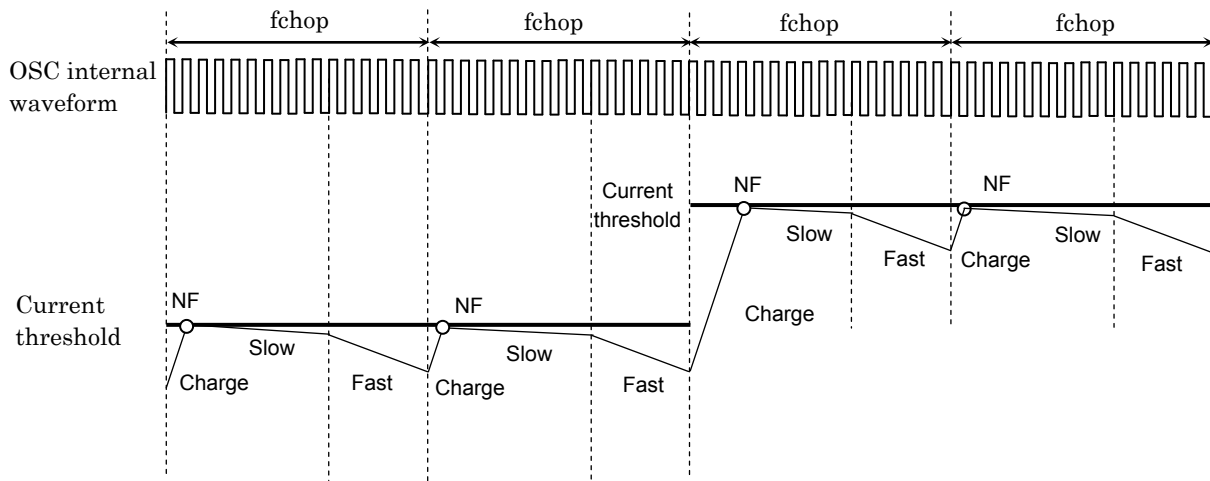 fchop
fchop
fchop
fchop
OSC internal
waveform
Current
threshold
NF
Slow
Fast
Charge
NF
Slow
Fast
Charge
Current
threshold
NF
Slow
Fast
Charge
NF
Slow
Fast
Charge